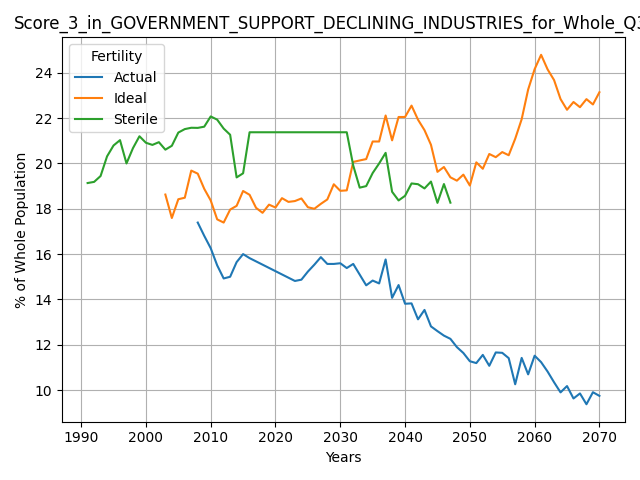 Score_3_in_GOVERNMENT_SUPPORT_DECLINING_INDUSTRIES_for_Whole_Q3
Fertility
Actual
Ideal
Sterile
% of Whole Population
24
22
20
18
16
14
12
10
1990 2000 2010 2020 2030 2040 2050 2060 2070
Years